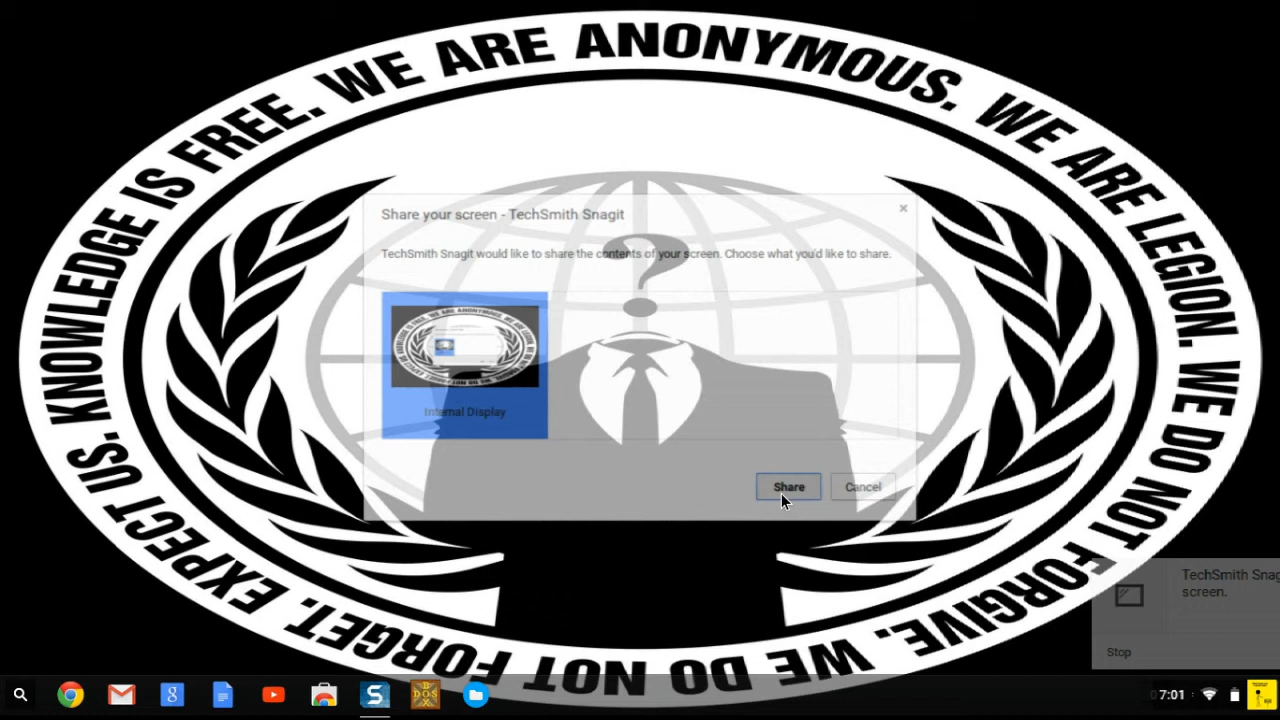 KNOWLEDGE IS FREE. WE ARE ANONYMOUS. WE ARE LEGION. WE DO NOT FORGIVE. WE DO NOT FORGET. EXPECT US.
Share your screen - TechSmith Snagit
×
TechSmith Snagit would like to share the contents of your screen. Choose what you'd like to share.
?
Internal Display
Share
Cancel
TechSmith Snag
screen.
Stop
7:01